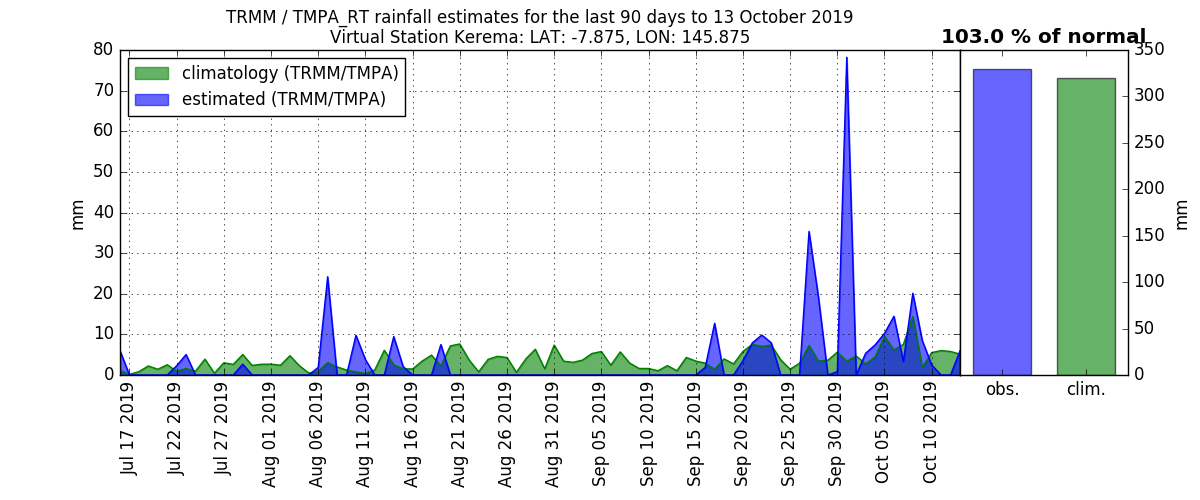 TRMM / TMPA_RT rainfall estimates for the last 90 days to 13 October 2019
Virtual Station Kerema: LAT: -7.875, LON: 145.875
103.0 % of normal
climatology (TRMM/TMPA)
estimated (TRMM/TMPA)
mm
80
70
60
50
40
30
20
10
0
Jul 17 2019
Jul 22 2019
Jul 27 2019
Aug 01 2019
Aug 06 2019
Aug 11 2019
Aug 16 2019
Aug 21 2019
Aug 26 2019
Aug 31 2019
Sep 05 2019
Sep 10 2019
Sep 15 2019
Sep 20 2019
Sep 25 2019
Sep 30 2019
Oct 05 2019
Oct 10 2019
obs.
clim.
350
300
250
200
150
100
50
0
mm